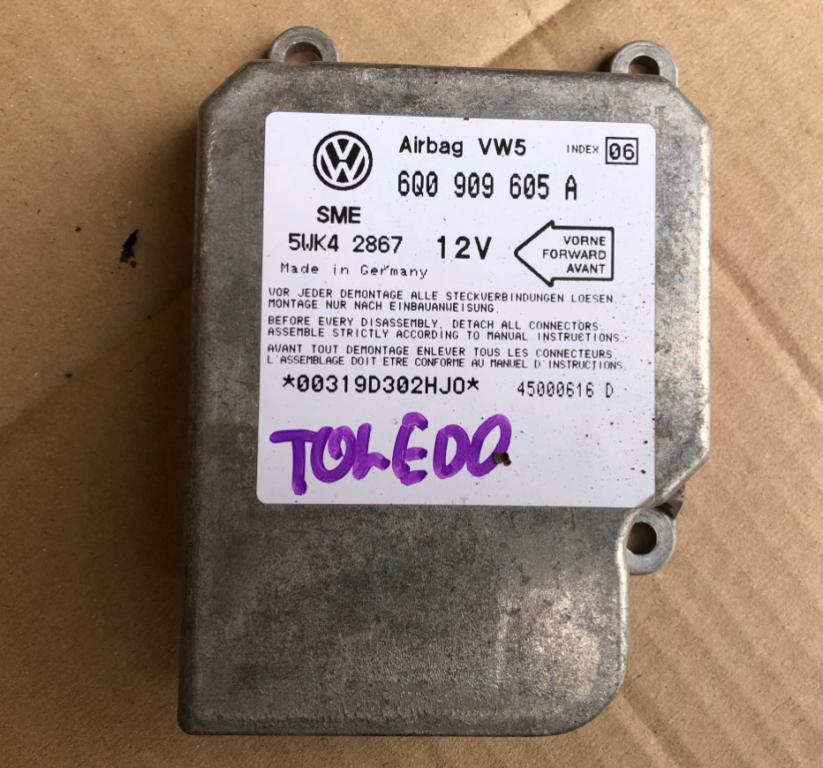 Airbag VW5 INDEX 06
6Q0 909 605 A
SME
5WK4 2867 12V
VORNE
FORWARD
AVANT
Made in Germany
VOR JEDER DEMONTAGE ALLE STECKVERBINDUNGEN LOESEN
MONTAGE NUR NACH EINBAUANWEISUNG.
BEFORE EVERY DISASSEMBLY, DETACH ALL CONNECTORS.
ASSEMBLE STRICTLY ACCORDING TO MANUAL INSTRUCTIONS.
AVANT TOUT DEMONTAGE ENLEVER TOUS LES CONNECTEURS
L'ASSEMBLAGE DOIT ETRE CONFORME AU MANUEL D'INSTRUCTIONS.
*00319D302HJO* 45000616 D
TOLEDO